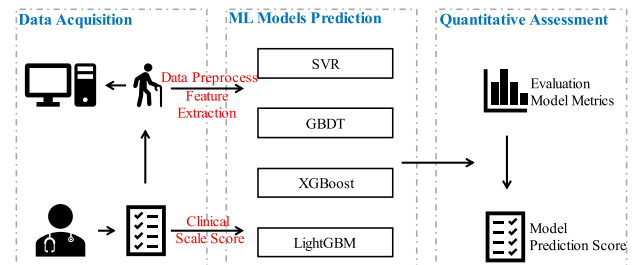 Data Acquisition
ML Models Prediction
Quantitative Assessment
SVR
Data Preprocess
Feature
Extraction
GBDT
Evaluation
Model Metrics
XGBoost
Clinical
Scale Score
LightGBM
Model
Prediction Score